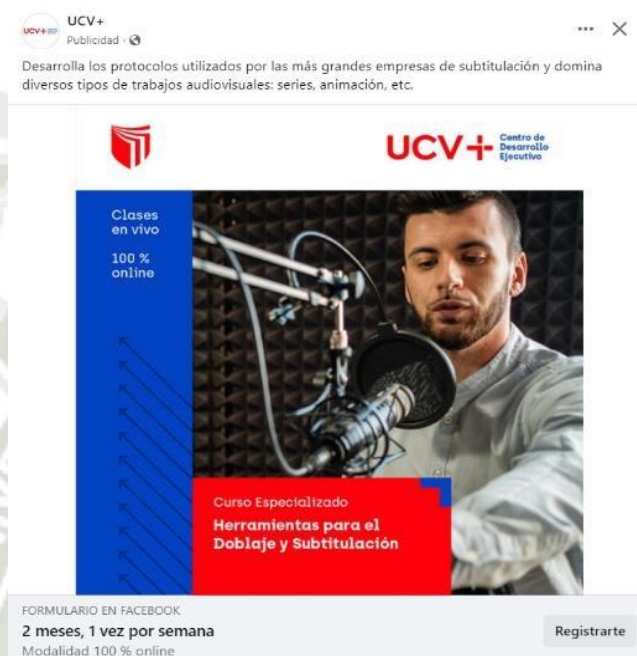 UCV+
UCV+
Publicidad
Desarrolla los protocolos utilizados por las más grandes empresas de subtitulación y domina
diversos tipos de trabajos audiovisuales: series, animación, etc.
UCV+ Centro de
Desarrollo
Ejecutivo
Clases
en vivo
100 %
online
Curso Especializado
Herramientas para el
Doblaje y Subtitulación
FORMULARIO EN FACEBOOK
2 meses, 1 vez por semana
Registrarte
Modalidad 100 % online